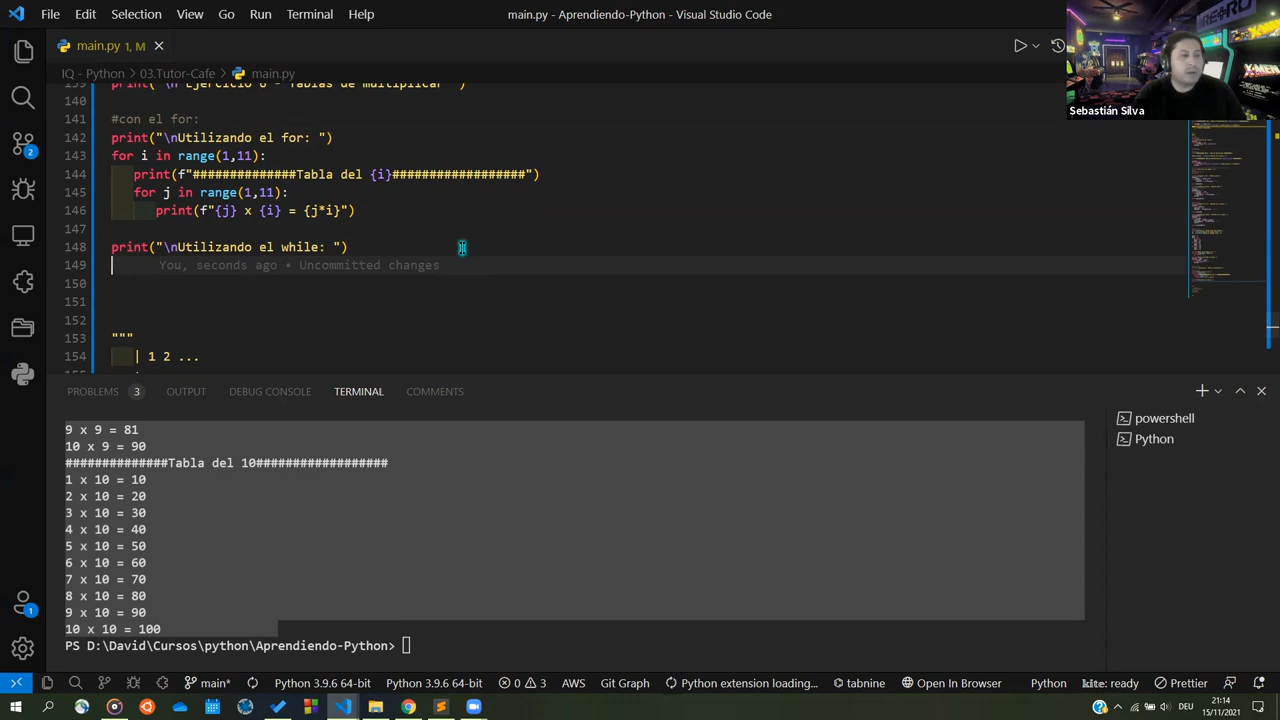 File Edit Selection View Go Run Terminal Help
main.py - Aprendiendo-Python - Visual Studio Code
main.py 1, M
IQ - Python > 03.Tutor-Cafe > main.py
Sebastián Silva
139 print("\n Ejercicio 6 - Tablas de multiplicar ")
140
141 #con el for:
142 print("\nUtilizando el for: ")
143 for i in range(1,11):
144 print(f"##############Tabla del {i}##################")
145 for j in range(1,11):
146 print(f"{j} x {i} = {j*i}")
147
148 print("\nUtilizando el while: ")
149 You, seconds ago • Uncommitted changes
150
151
152
153 """
154 | 1 2 ...
PROBLEMS 3 OUTPUT DEBUG CONSOLE TERMINAL COMMENTS
powershell
Python
9 x 9 = 81
10 x 9 = 90
##############Tabla del 10##################
1 x 10 = 10
2 x 10 = 20
3 x 10 = 30
4 x 10 = 40
5 x 10 = 50
6 x 10 = 60
7 x 10 = 70
8 x 10 = 80
9 x 10 = 90
10 x 10 = 100
PS D:\David\Cursos\python\Aprendiendo-Python>
2
1
main* Python 3.9.6 64-bit Python 3.9.6 64-bit 0 3 AWS Git Graph Python extension loading... tabnine Open In Browser Python kite: ready Prettier
DEU
21:14
15/11/2021